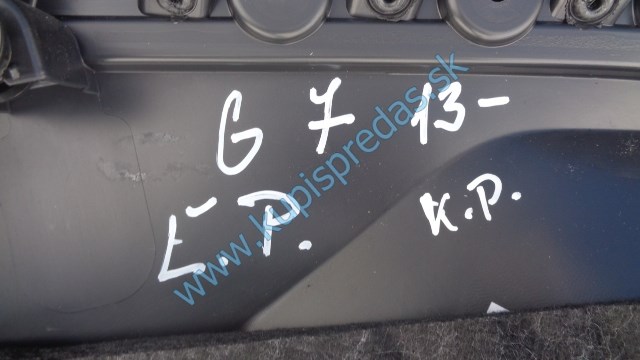 G 7 13-
Ľ.P. K.P.
www.kupispredas.sk